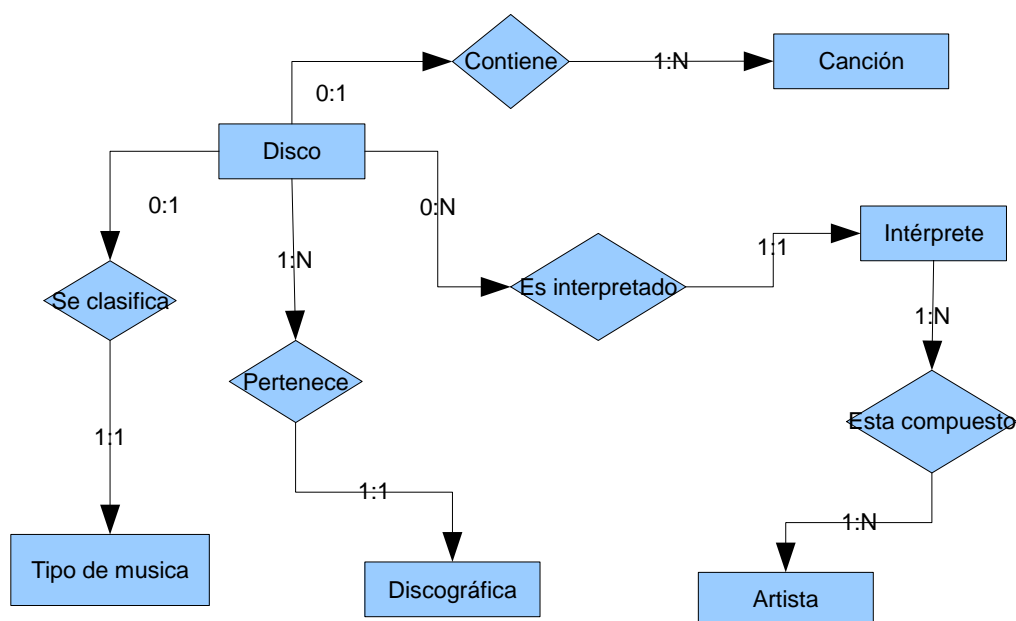 Contiene
1:N
Canción
0:1
Disco
0:1
0:N
1:N
Intérprete
1:1
Es interpretado
Se clasifica
1:N
Pertenece
Esta compuesto
1:1
1:1
1:N
Tipo de musica
Discográfica
Artista